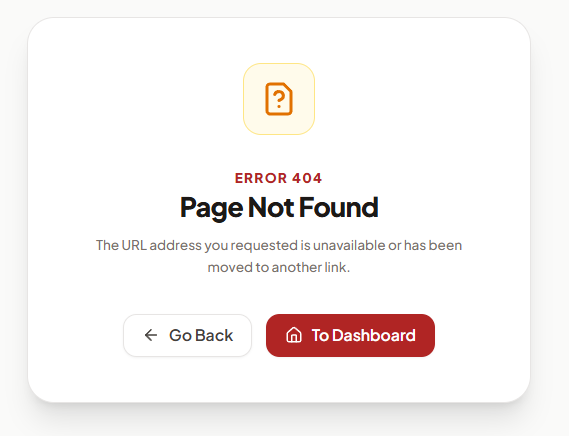 ERROR 404
Page Not Found
The URL address you requested is unavailable or has been
moved to another link.
Go Back
To Dashboard